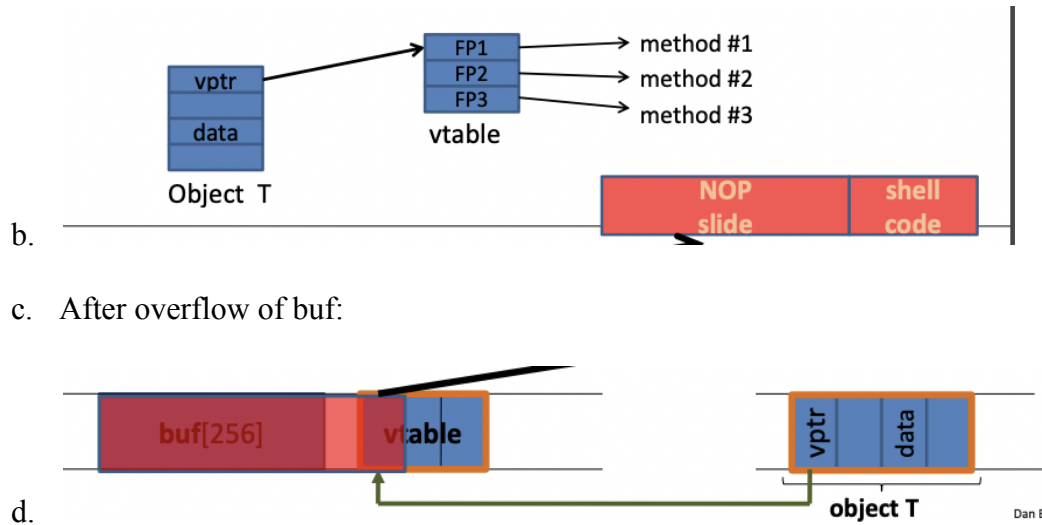 FP1
method #1
vptr
FP2
method #2
FP3
method #3
data
vtable
Object T
NOP
shell
slide
code
b.
c. After overflow of buf:
buf[256]
vtable
vptr
data
object T
d.